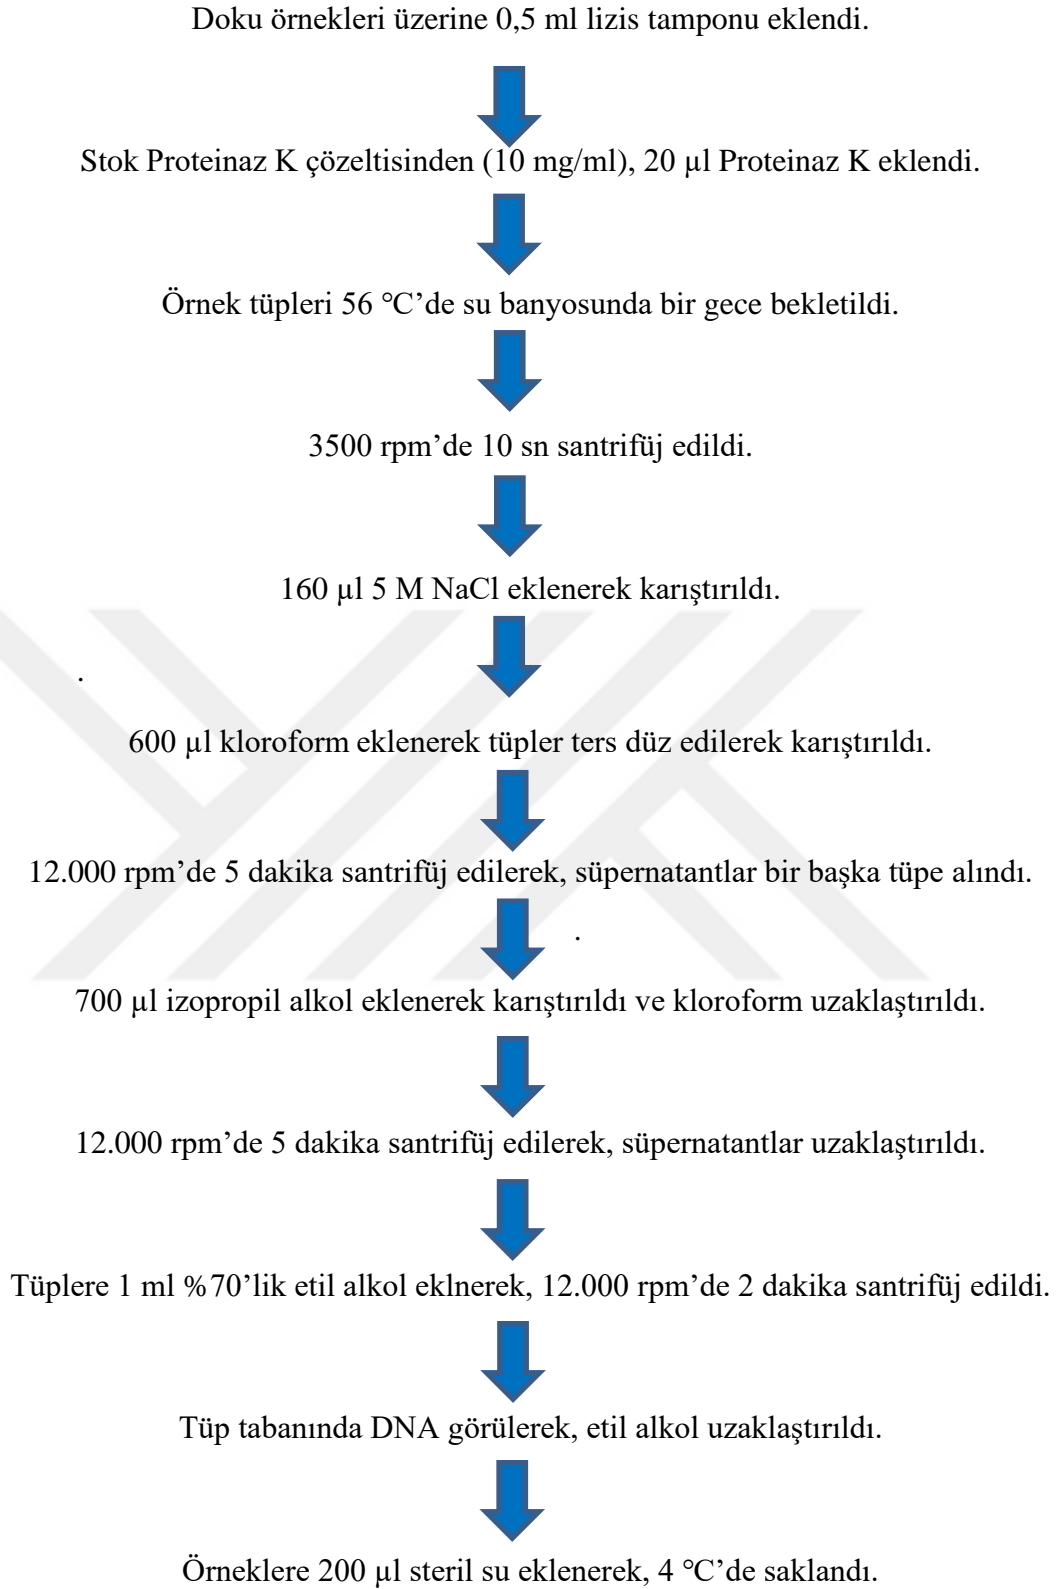 Doku örnekleri üzerine 0,5 ml lizis tamponu eklendi.
Stok Proteinaz K çözeltisinden (10 mg/ml), 20 µl Proteinaz K eklendi.
Örnek tüpleri 56 °C’de su banyosunda bir gece bekletildi.
3500 rpm’de 10 sn santrifüj edildi.
160 µl 5 M NaCl eklenerek karıştırıldı.
.
600 µl kloroform eklenerek tüpler ters düz edilerek karıştırıldı.
12.000 rpm’de 5 dakika santrifüj edilerek, süpernatantlar bir başka tüpe alındı.
.
700 µl izopropil alkol eklenerek karıştırıldı ve kloroform uzaklaştırıldı.
12.000 rpm’de 5 dakika santrifüj edilerek, süpernatantlar uzaklaştırıldı.
Tüplere 1 ml %70’lik etil alkol eklnerek, 12.000 rpm’de 2 dakika santrifüj edildi.
Tüp tabanında DNA görülerek, etil alkol uzaklaştırıldı.
Örneklere 200 µl steril su eklenerek, 4 °C’de saklandı.